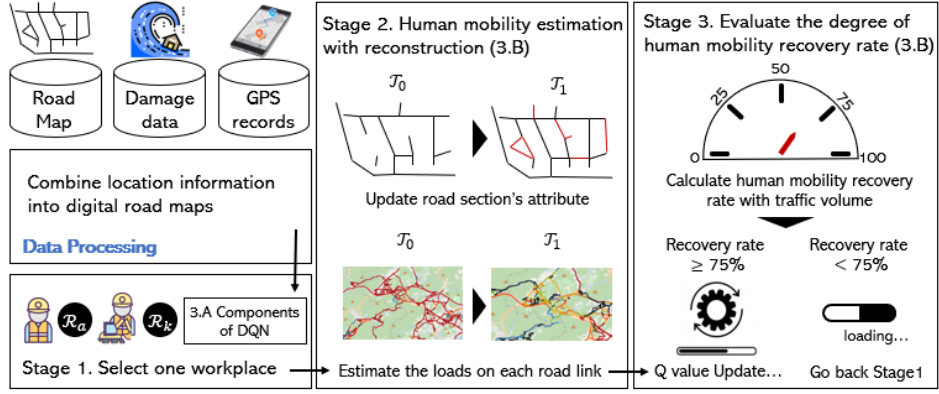 Road
Map
Damage
data
GPS
records
Combine location information
into digital road maps
Data Processing
ℛa
ℛk
3.A Components
of DQN
Stage 1. Select one workplace
Stage 2. Human mobility estimation
with reconstruction (3.B)
𝒯0
𝒯1
Update road section's attribute
𝒯0
𝒯1
Estimate the loads on each road link
Stage 3. Evaluate the degree of
human mobility recovery rate (3.B)
0
25
50
75
100
Calculate human mobility recovery
rate with traffic volume
Recovery rate
≥ 75%
Recovery rate
< 75%
loading...
Q value Update...
Go back Stage1